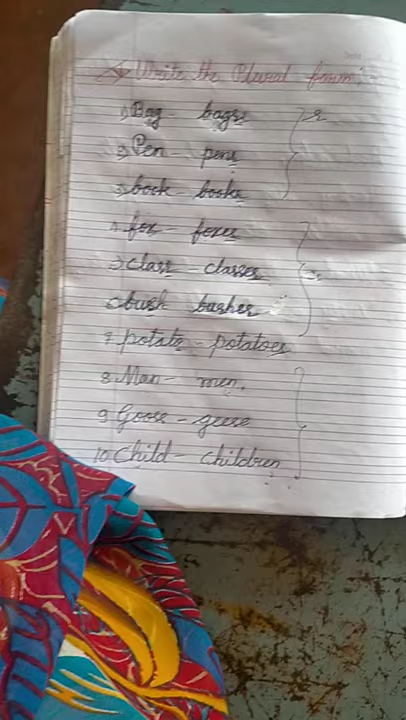 Write the Plural form:
1) Bag - bags
2) Pen - pens
3) book - books
4. fox - foxes
5) class - classes
6 bush bushes
7. potato - potatoes
8. Man - men.
9 Goose - geese
10 Child - children